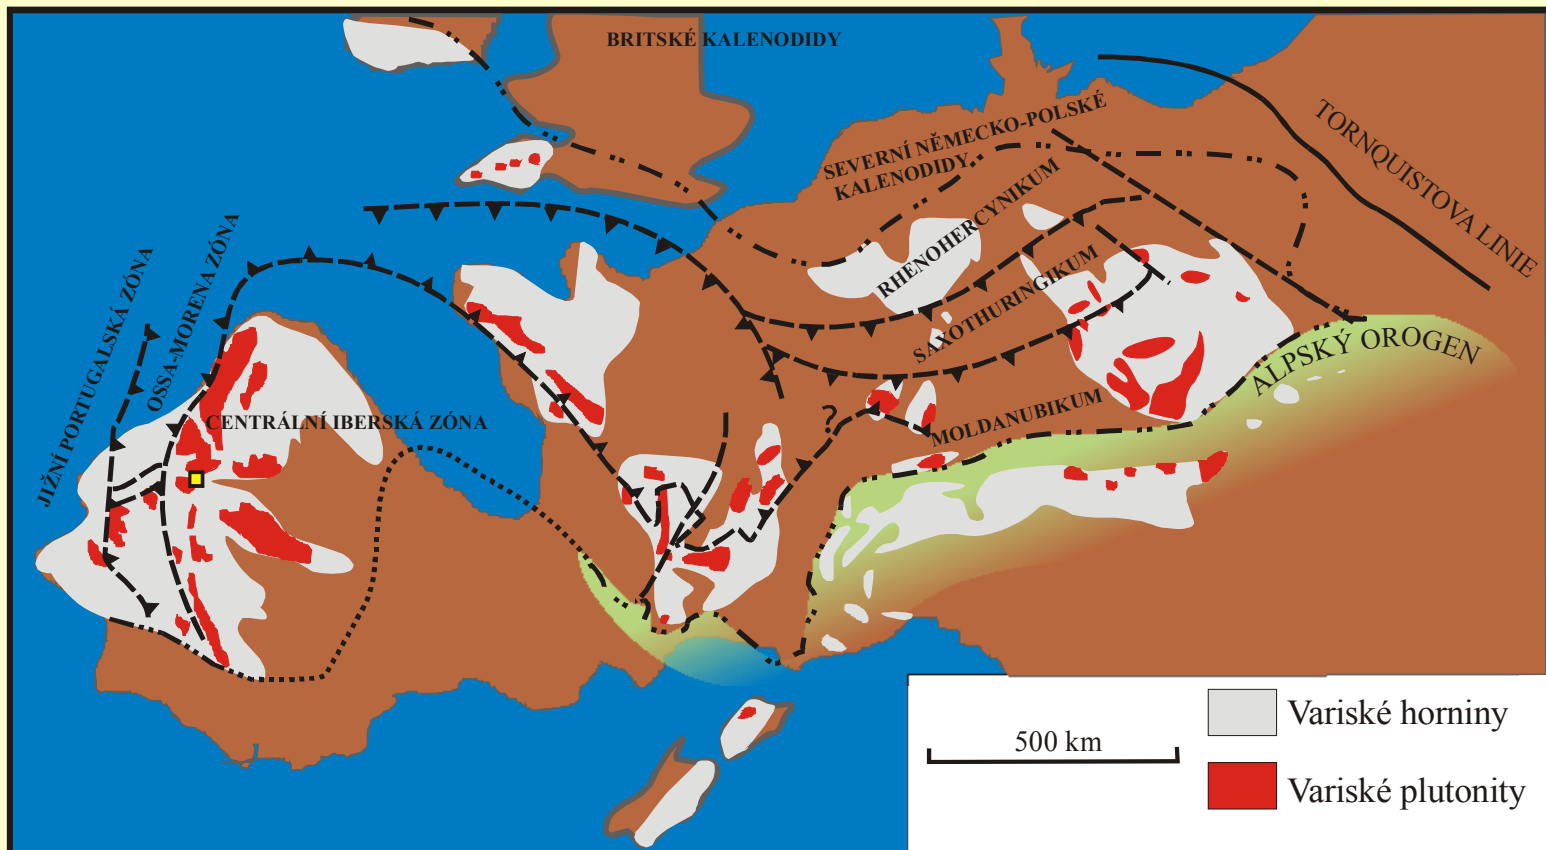 BRITSKÉ KALENODIDY
SEVERNÍ NĚMECKO-POLSKÉ
KALENODIDY
TORNQUISTOVA LINIE
RHENOHERCYNIKUM
SAXOTHURINGIKUM
ALPSKÝ OROGEN
MOLDANUBIKUM
?
JIŽNÍ PORTUGALSKÁ ZÓNA
OSSA-MORENA ZÓNA
CENTRÁLNÍ IBERSKÁ ZÓNA
500 km
Variské horniny
Variské plutonity